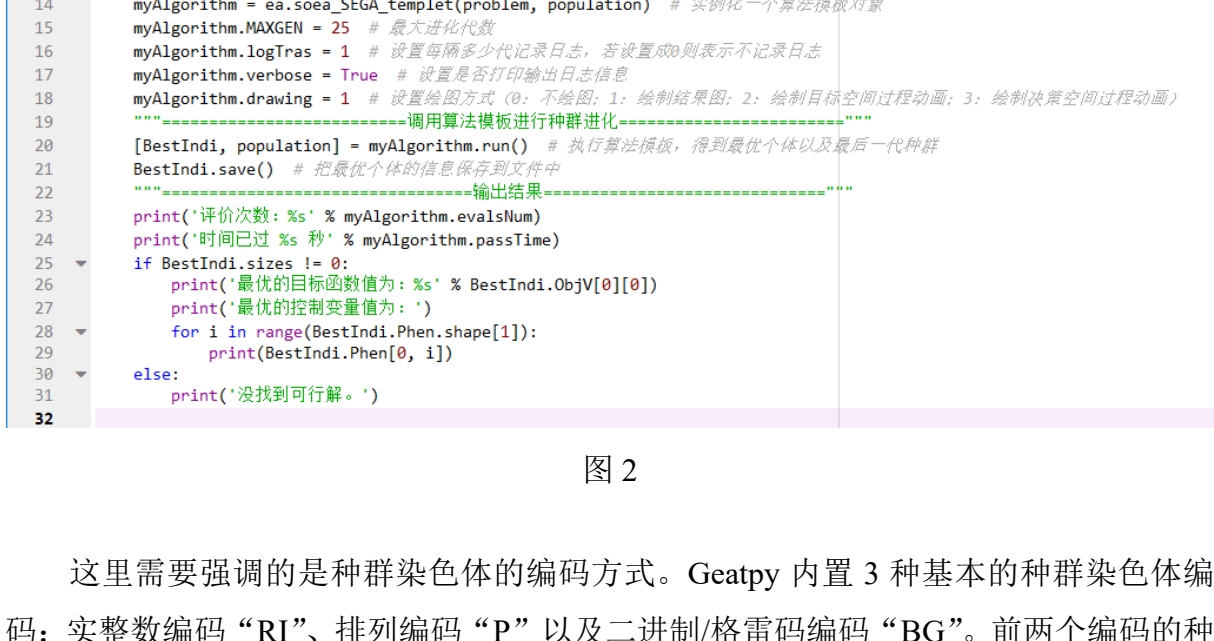 14 myAlgorithm = ea.soea_SEGA_templet(problem, population) # 实例化一个算法模板对象
15 myAlgorithm.MAXGEN = 25 # 最大进化代数
16 myAlgorithm.logTras = 1 # 设置每隔多少代记录日志，若设置成0则表示不记录日志
17 myAlgorithm.verbose = True # 设置是否打印输出日志信息
18 myAlgorithm.drawing = 1 # 设置绘图方式（0：不绘图；1：绘制结果图；2：绘制目标空间过程动画；3：绘制决策空间过程动画）
19 """==========================调用算法模板进行种群进化========================"""
20 [BestIndi, population] = myAlgorithm.run() # 执行算法模板，得到最优个体以及最后一代种群
21 BestIndi.save() # 把最优个体的信息保存到文件中
22 """=================================输出结果=============================="""
23 print('评价次数：%s' % myAlgorithm.evalsNum)
24 print('时间已过 %s 秒' % myAlgorithm.passTime)
25 if BestIndi.sizes != 0:
26 print('最优的目标函数值为：%s' % BestIndi.ObjV[0][0])
27 print('最优的控制变量值为：')
28 for i in range(BestIndi.Phen.shape[1]):
29 print(BestIndi.Phen[0, i])
30 else:
31 print('没找到可行解。')
32
图 2
这里需要强调的是种群染色体的编码方式。Geatpy 内置 3 种基本的种群染色体编
码：实整数编码“RI”、排列编码“P”以及二进制/格雷码编码“BG”。前两个编码的种